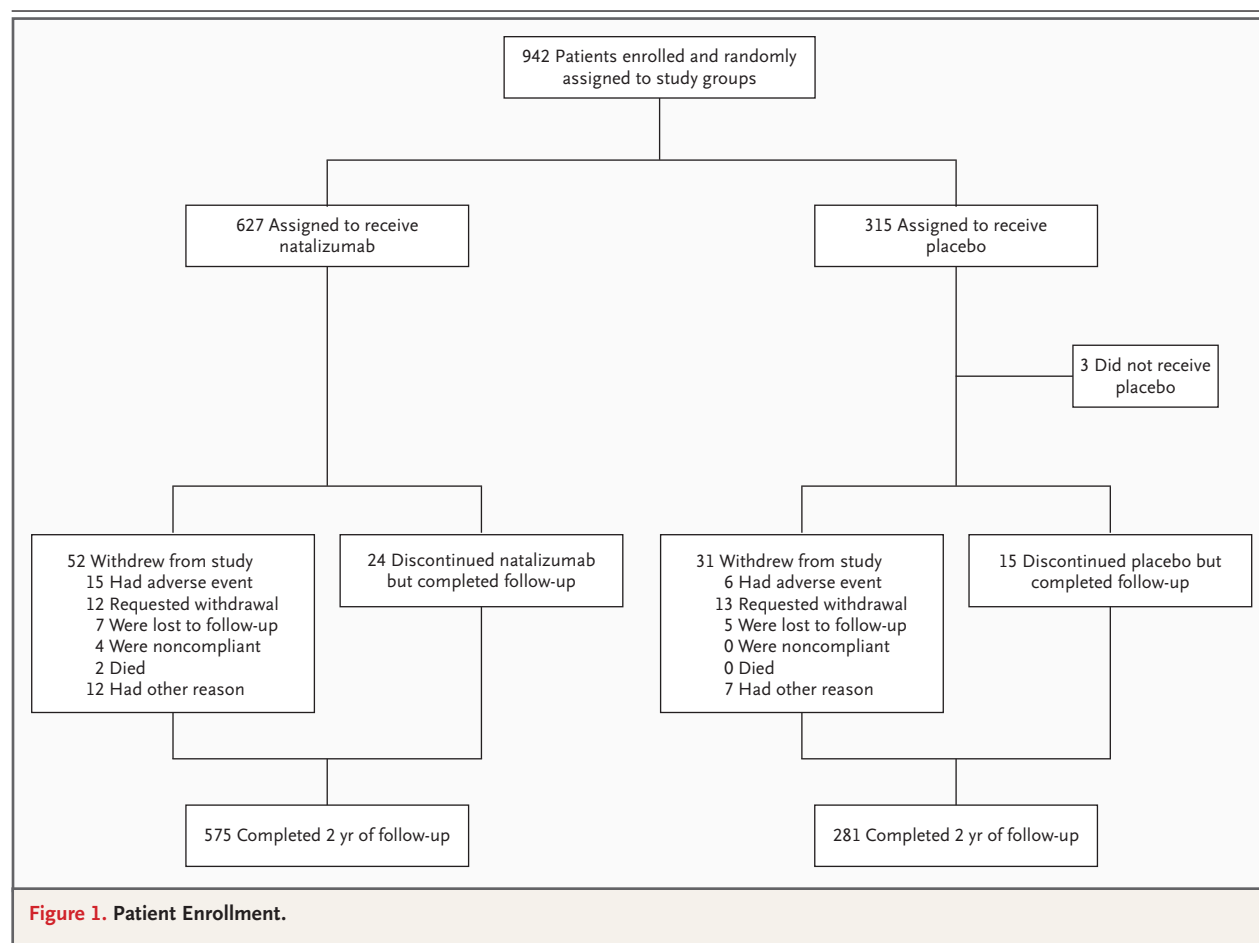 942 Patients enrolled and randomly
assigned to study groups
627 Assigned to receive
natalizumab
315 Assigned to receive
placebo
3 Did not receive
placebo
52 Withdrew from study
15 Had adverse event
12 Requested withdrawal
7 Were lost to follow-up
4 Were noncompliant
2 Died
12 Had other reason
24 Discontinued natalizumab
but completed follow-up
31 Withdrew from study
6 Had adverse event
13 Requested withdrawal
5 Were lost to follow-up
0 Were noncompliant
0 Died
7 Had other reason
15 Discontinued placebo but
completed follow-up
575 Completed 2 yr of follow-up
281 Completed 2 yr of follow-up
Figure 1. Patient Enrollment.